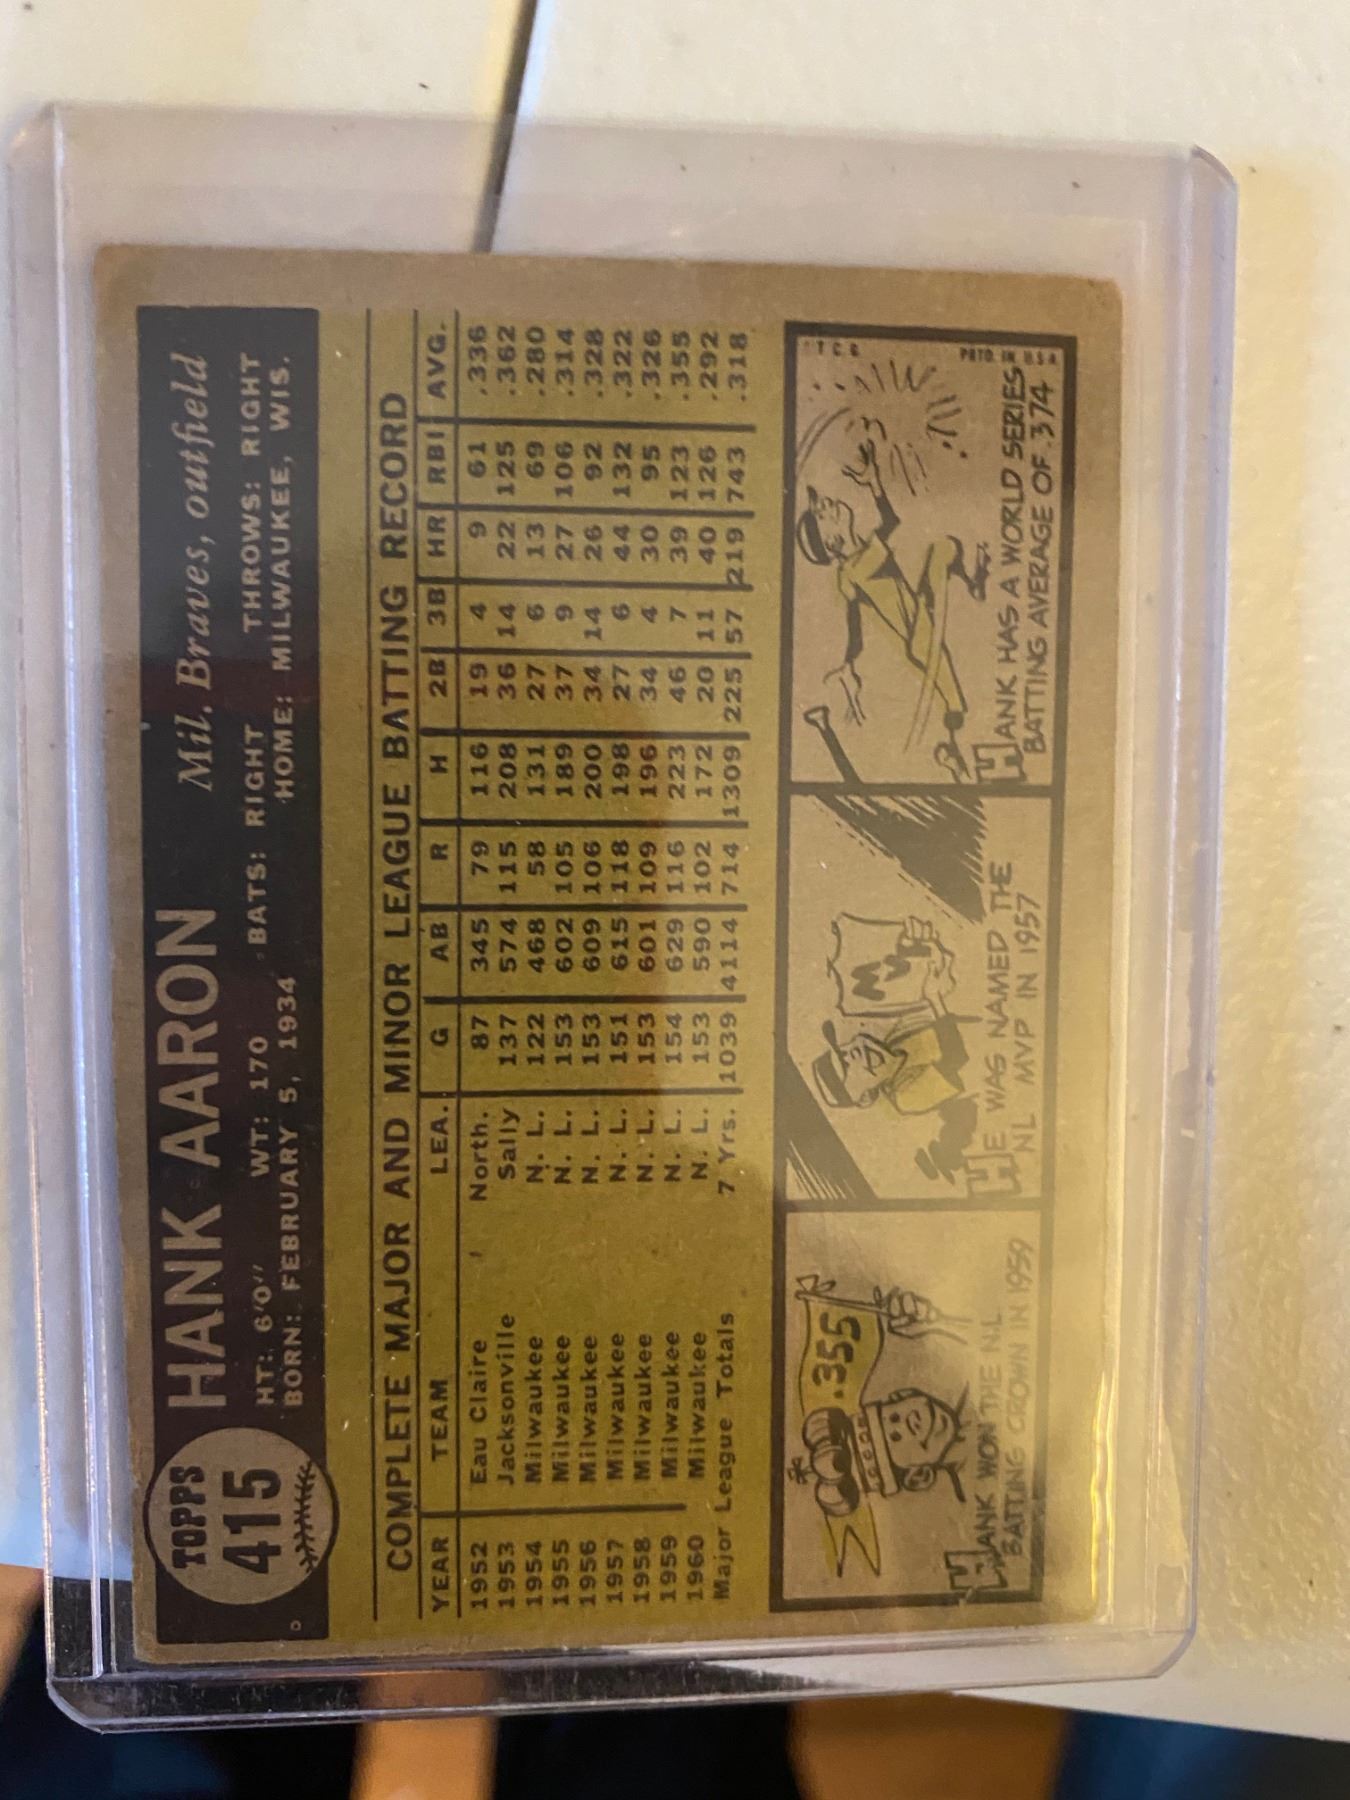 TOPPS
415
HANK AARON Mil. Braves, outfield
HT: 6'0" WT: 170 BATS: RIGHT THROWS: RIGHT
BORN: FEBRUARY 5, 1934 HOME: MILWAUKEE, WIS.
COMPLETE MAJOR AND MINOR LEAGUE BATTING RECORD
YEAR TEAM LEA. G AB R H 2B 3B HR RBI AVG.
1952 Eau Claire North. 87 345 79 116 19 4 9 61 .336
1953 Jacksonville Sally 137 574 115 208 36 14 22 125 .362
1954 Milwaukee N. L. 122 468 58 131 27 6 13 69 .280
1955 Milwaukee N. L. 153 602 105 189 37 9 27 106 .314
1956 Milwaukee N. L. 153 609 106 200 34 14 26 92 .328
1957 Milwaukee N. L. 151 615 118 198 27 6 44 132 .322
1958 Milwaukee N. L. 153 601 109 196 34 4 30 95 .326
1959 Milwaukee N. L. 154 629 116 223 46 7 39 123 .355
1960 Milwaukee N. L. 153 590 102 172 20 11 40 126 .292
Major League Totals 7 Yrs. 1039 4114 714 1309 225 57 219 743 .318
.355
HANK WON THE NL
BATTING CROWN IN 1959
MVP
HE WAS NAMED THE
NL MVP IN 1957
T.C.G. PRTD. IN U.S.A.
HANK HAS A WORLD SERIES
BATTING AVERAGE OF .374